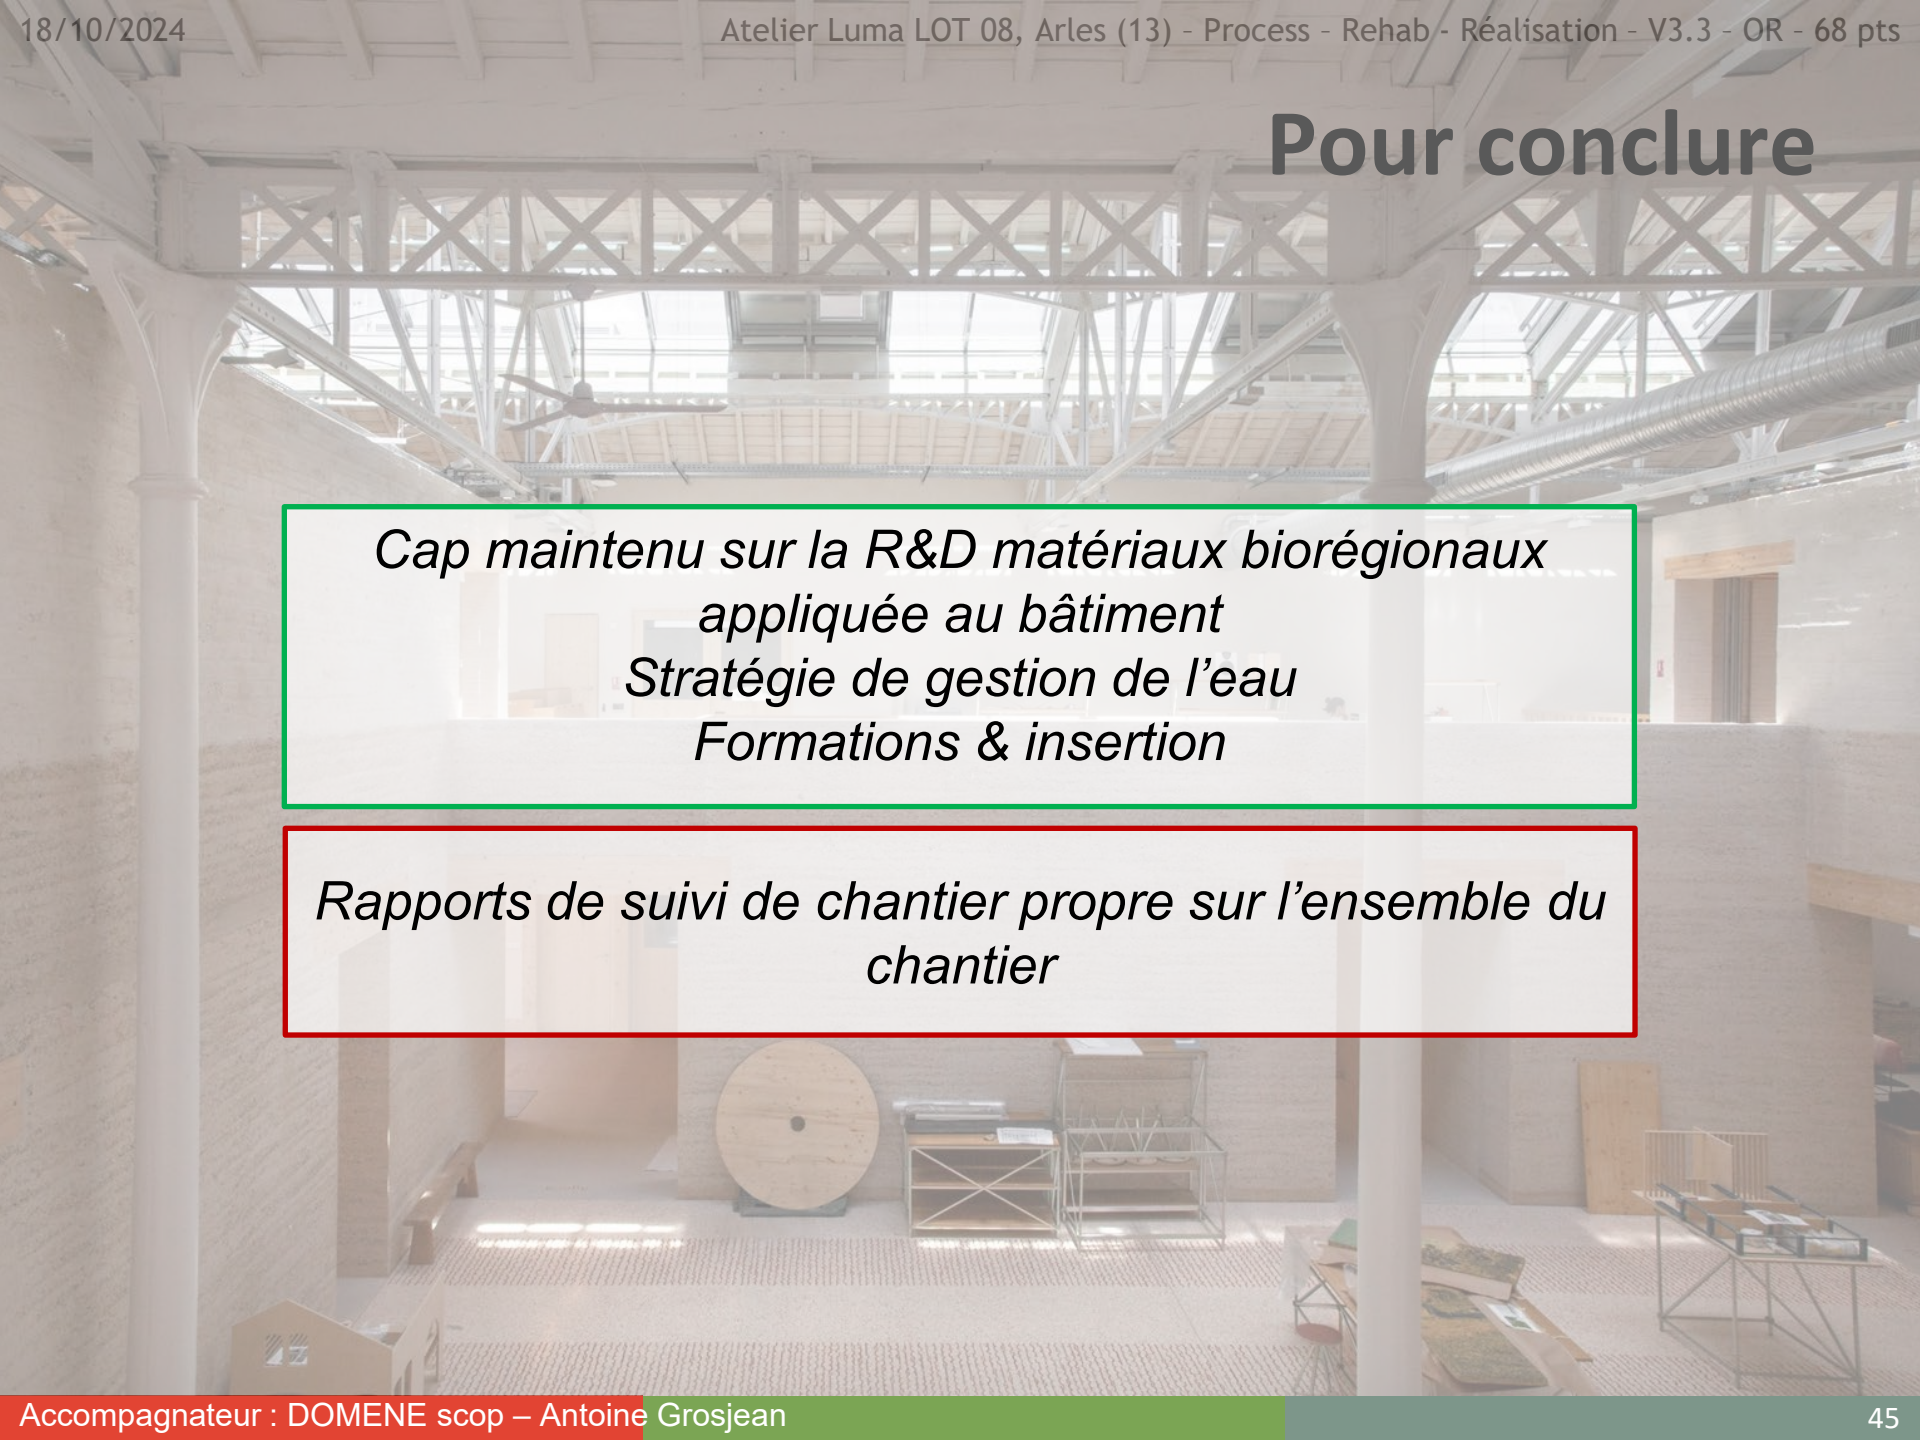 18/10/2024
Atelier Luma LOT 08, Arles (13) – Process – Rehab - Réalisation – V3.3 – OR – 68 pts
Pour conclure
Cap maintenu sur la R&D matériaux biorégionaux
appliquée au bâtiment
Stratégie de gestion de l’eau
Formations & insertion
Rapports de suivi de chantier propre sur l’ensemble du
chantier
Accompagnateur : DOMENE scop – Antoine Grosjean
45